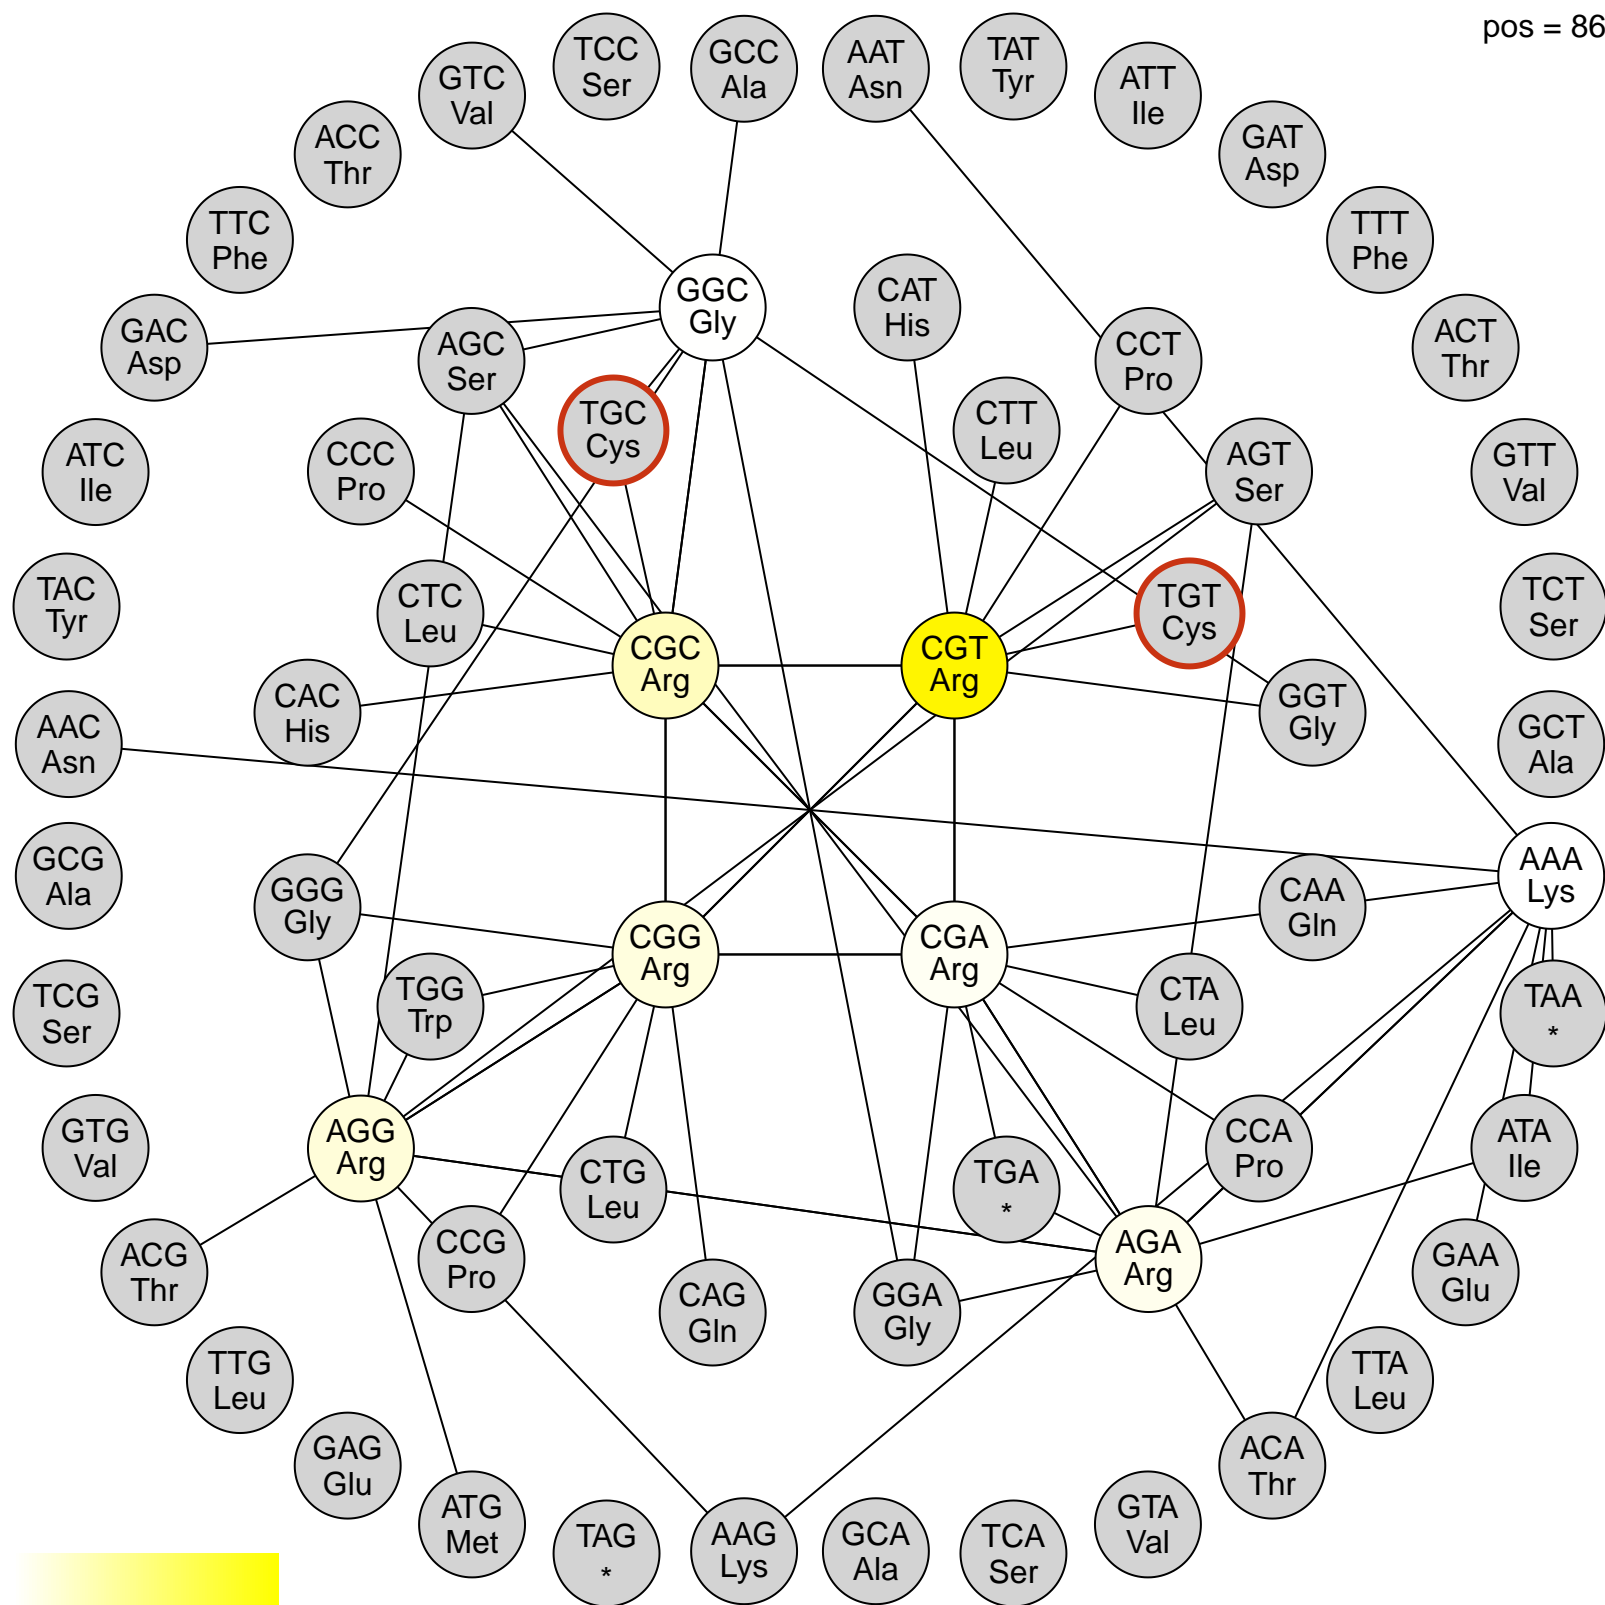 pos = 86
TCC
Ser
GCC
Ala
AAT
Asn
TAT
Tyr
GTC
Val
ATT
Ile
ACC
Thr
GAT
Asp
TTC
Phe
TTT
Phe
GGC
Gly
CAT
His
GAC
Asp
AGC
Ser
CCT
Pro
ACT
Thr
TGC
Cys
CTT
Leu
ATC
Ile
CCC
Pro
AGT
Ser
GTT
Val
TAC
Tyr
CTC
Leu
TGT
Cys
TCT
Ser
CGC
Arg
CGT
Arg
CAC
His
GGT
Gly
AAC
Asn
GCT
Ala
GCG
Ala
AAA
Lys
GGG
Gly
CAA
Gln
CGG
Arg
CGA
Arg
TCG
Ser
TGG
Trp
CTA
Leu
TAA
*
GTG
Val
AGG
Arg
CCA
Pro
ATA
Ile
CTG
Leu
TGA
*
ACG
Thr
CCG
Pro
AGA
Arg
GAA
Glu
CAG
Gln
GGA
Gly
TTG
Leu
TTA
Leu
GAG
Glu
ACA
Thr
ATG
Met
GTA
Val
TAG
*
AAG
Lys
GCA
Ala
TCA
Ser